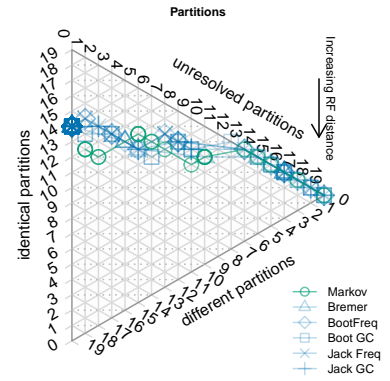 Partitions
0 1 2 3 4 5 6 7 8 9 10 11 12 13 14 15 16 17 18 19
unresolved partitions
Increasing RF distance
19
18
17
16
15
14
13
12
11
10
9
8
7
6
5
4
3
2
1
0
identical partitions
0 1 2 3 4 5 6 7 8 9 10 11 12 13 14 15 16 17 18 19
different partitions
Markov
Bremer
BootFreq
Boot GC
Jack Freq
Jack GC